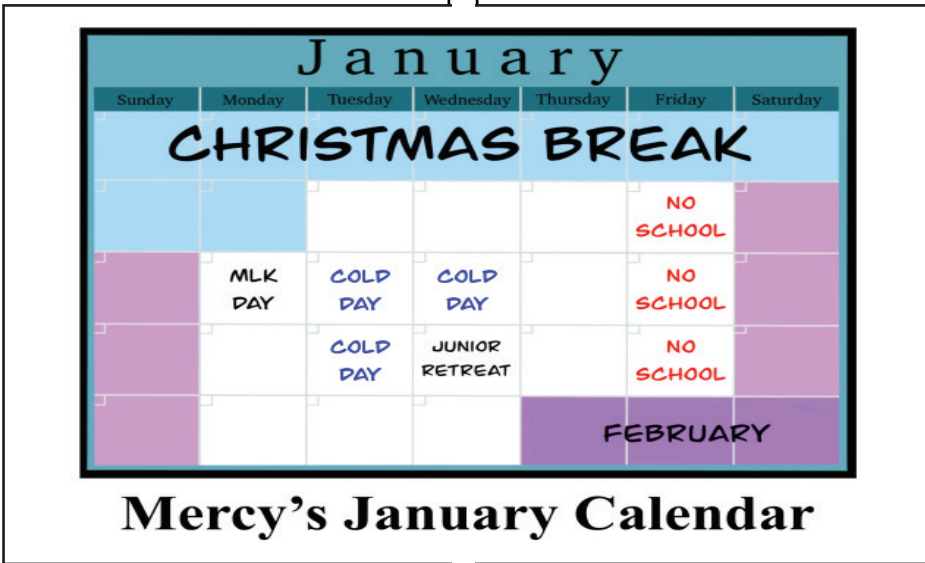 January
Sunday Monday Tuesday Wednesday Thursday Friday Saturday
CHRISTMAS BREAK
NO
SCHOOL
MLK
DAY
COLD
DAY
COLD
DAY
NO
SCHOOL
COLD
DAY
JUNIOR
RETREAT
NO
SCHOOL
FEBRUARY
Mercy's January Calendar